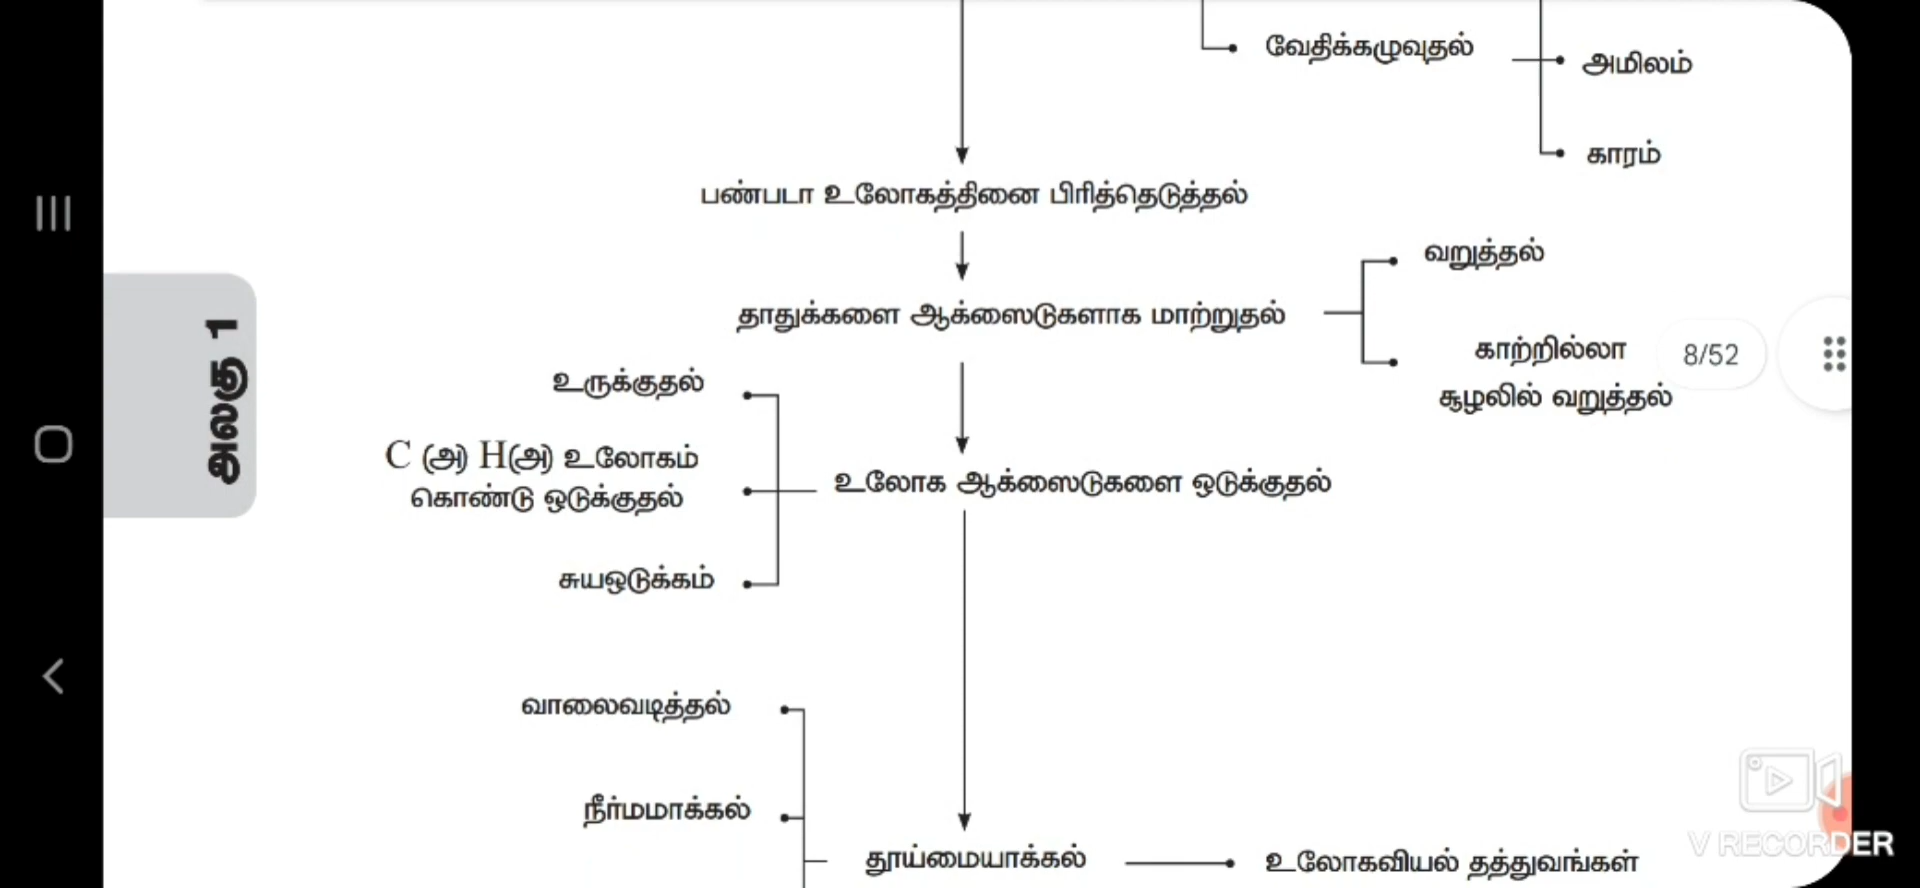 வேதிக்கழுவுதல்
அமிலம்
காரம்
பண்படா உலோகத்தினை பிரித்தெடுத்தல்
வறுத்தல்
தாதுக்களை ஆக்ஸைடுகளாக மாற்றுதல்
காற்றில்லா
சூழலில் வறுத்தல்
8/52
அலகு 1
உருக்குதல்
C (அ) H(அ) உலோகம்
கொண்டு ஒடுக்குதல்
உலோக ஆக்ஸைடுகளை ஒடுக்குதல்
சுயஒடுக்கம்
வாலைவடித்தல்
நீர்மமாக்கல்
தூய்மையாக்கல்
உலோகவியல் தத்துவங்கள்
V RECORDER